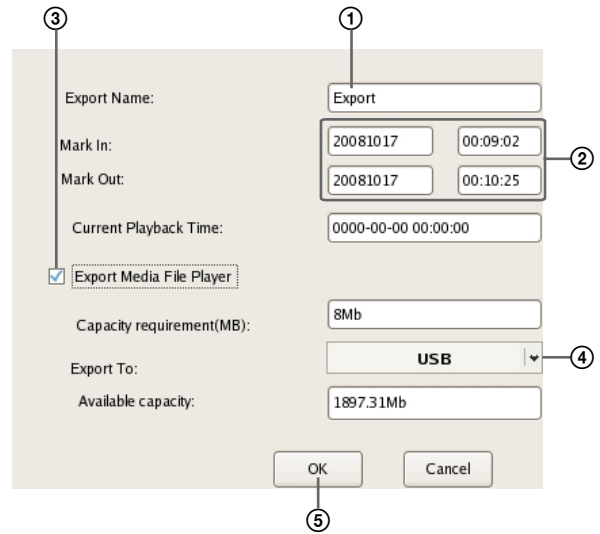 ③ ①
Export Name: Export
Mark In: 20081017 00:09:02
②
Mark Out: 20081017 00:10:25
Current Playback Time: 0000-00-00 00:00:00
Export Media File Player
Capacity requirement(MB): 8Mb
Export To: USB ④
Available capacity: 1897.31Mb
OK Cancel
⑤